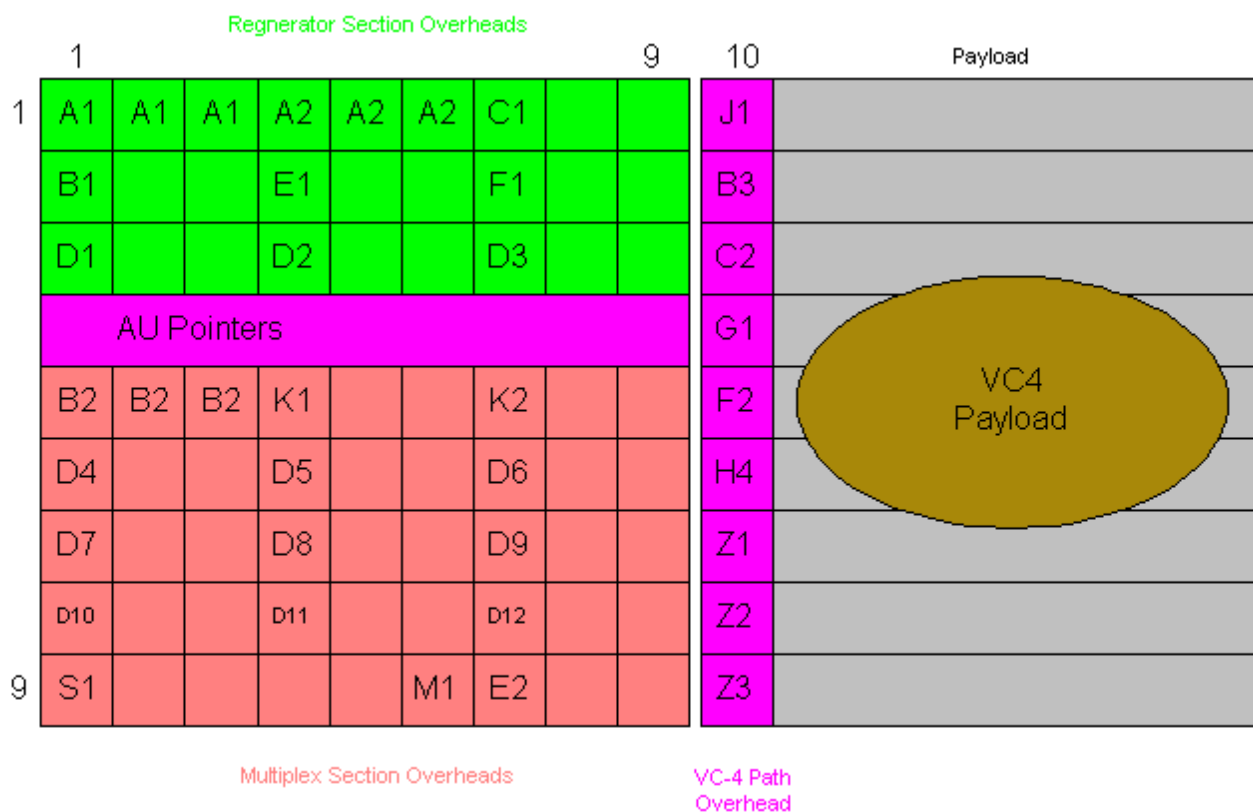 Regnerator Section Overheads
1 9 10 Payload
1 A1 A1 A1 A2 A2 A2 C1 J1
B1 E1 F1 B3
D1 D2 D3 C2
AU Pointers G1
B2 B2 B2 K1 K2 F2
VC4
Payload
D4 D5 D6 H4
D7 D8 D9 Z1
D10 D11 D12 Z2
9 S1 M1 E2 Z3
Multiplex Section Overheads
VC-4 Path
Overhead